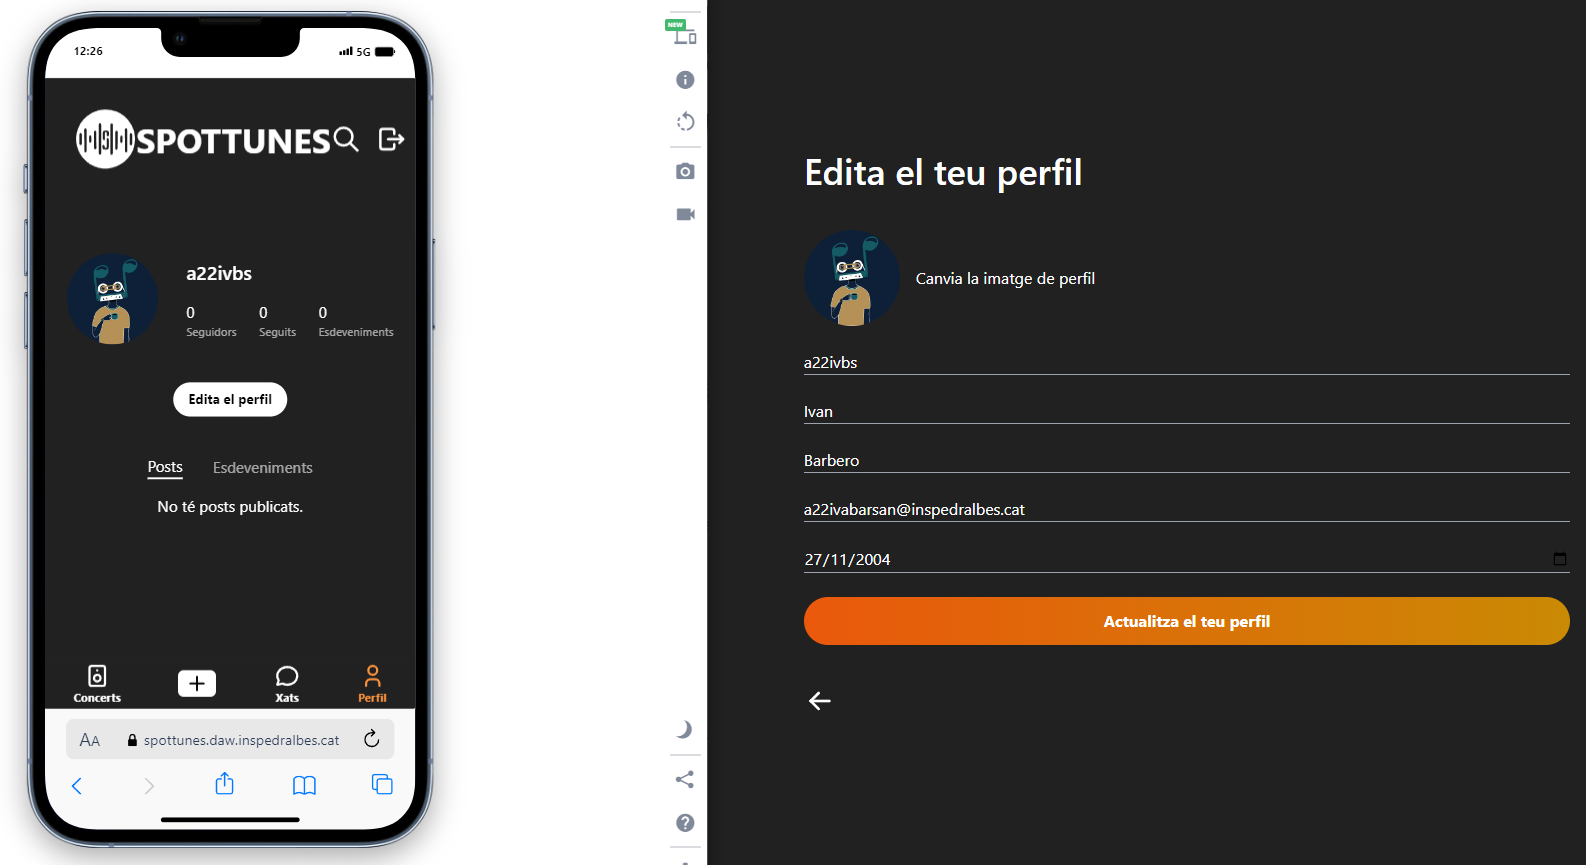 12:26
5G
SPOTTUNES
a22ivbs
0 0 0
Seguidors Seguits Esdeveniments
Edita el perfil
Posts Esdeveniments
No té posts publicats.
Concerts Xats Perfil
AA spottunes.daw.inspedralbes.cat
NEW
Edita el teu perfil
Canvia la imatge de perfil
a22ivbs
Ivan
Barbero
a22ivabarsan@inspedralbes.cat
27/11/2004
Actualitza el teu perfil